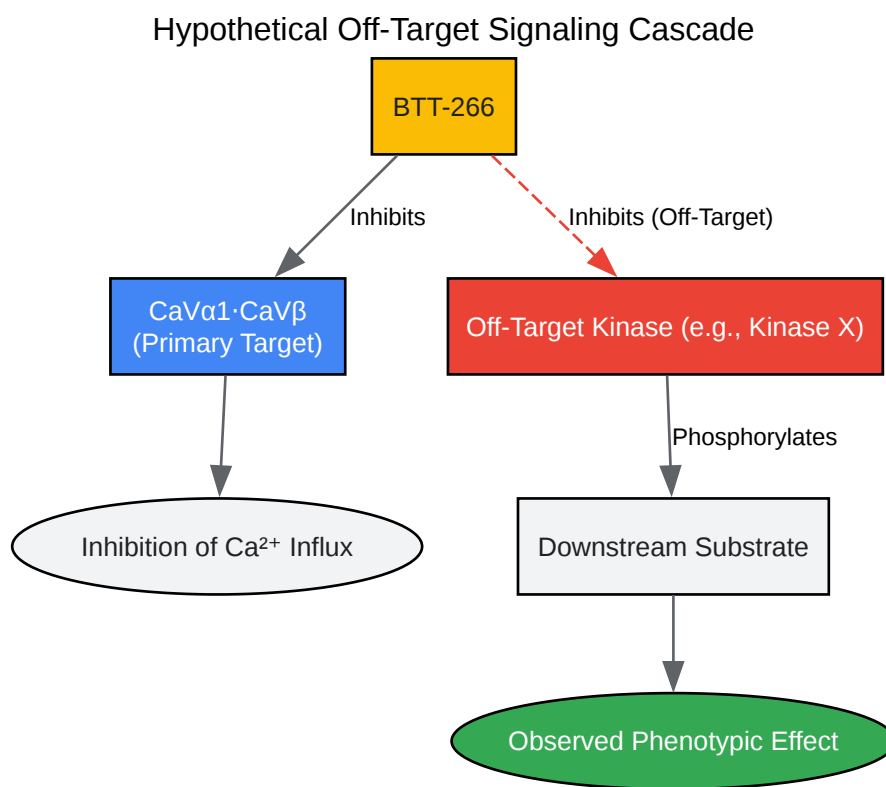 Hypothetical Off-Target Signaling Cascade
BTT-266
Inhibits
Inhibits (Off-Target)
CaVα1·CaVβ
(Primary Target)
Off-Target Kinase (e.g., Kinase X)
Phosphorylates
Inhibition of Ca²⁺ Influx
Downstream Substrate
Observed Phenotypic Effect